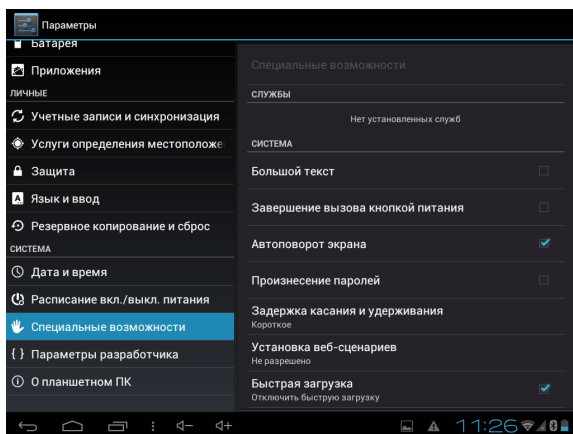 Параметры
Батарея
Приложения
ЛИЧНЫЕ
Учетные записи и синхронизация
Услуги определения местоположе
Защита
Язык и ввод
Резервное копирование и сброс
СИСТЕМА
Дата и время
Расписание вкл./выкл. питания
Специальные возможности
{ } Параметры разработчика
О планшетном ПК
Специальные возможности
СЛУЖБЫ
Нет установленных служб
СИСТЕМА
Большой текст
Завершение вызова кнопкой питания
Автоповорот экрана
Произнесение паролей
Задержка касания и удерживания
Короткое
Установка веб-сценариев
Не разрешено
Быстрая загрузка
Отключить быструю загрузку
11:26